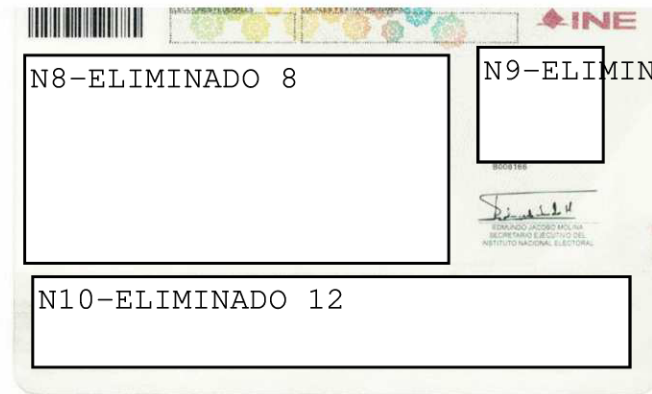 INE
N8-ELIMINADO 8
N9-ELIMIN
EDMUNDO JACOBO MOLINA
SECRETARIO EJECUTIVO DEL
INSTITUTO NACIONAL ELECTORAL
N10-ELIMINADO 12